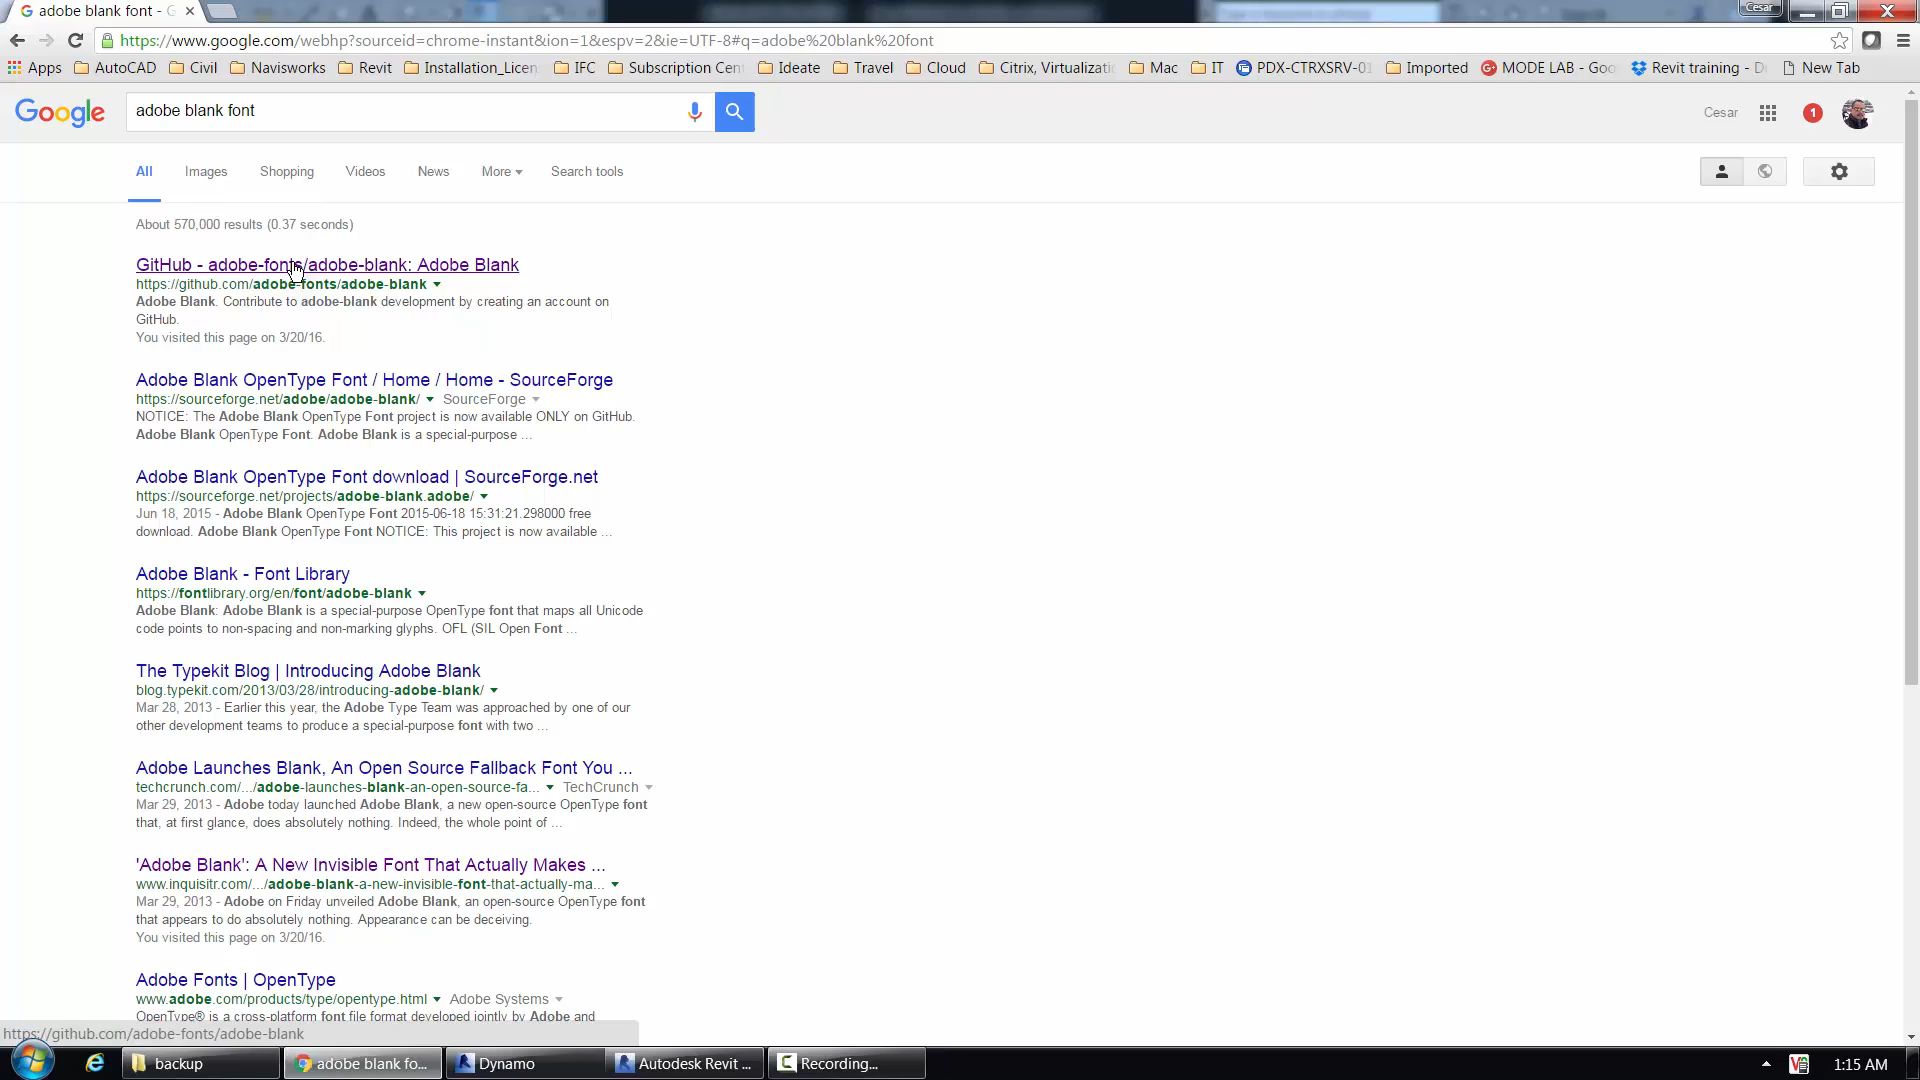 adobe blank font - G
Cesar
https://www.google.com/webhp?sourceid=chrome-instant&ion=1&espv=2&ie=UTF-8#q=adobe%20blank%20font
Apps AutoCAD Civil Navisworks Revit Installation_Licen IFC Subscription Cent Ideate Travel Cloud Citrix, Virtualizati Mac IT PDX-CTRXSRV-01 Imported MODE LAB - Goo Revit training - D New Tab
Google adobe blank font Cesar 1
All Images Shopping Videos News More Search tools
About 570,000 results (0.37 seconds)
GitHub - adobe-fonts/adobe-blank: Adobe Blank
https://github.com/adobe-fonts/adobe-blank
Adobe Blank. Contribute to adobe-blank development by creating an account on
GitHub.
You visited this page on 3/20/16.
Adobe Blank OpenType Font / Home / Home - SourceForge
https://sourceforge.net/adobe/adobe-blank/ SourceForge
NOTICE: The Adobe Blank OpenType Font project is now available ONLY on GitHub.
Adobe Blank OpenType Font. Adobe Blank is a special-purpose ...
Adobe Blank OpenType Font download | SourceForge.net
https://sourceforge.net/projects/adobe-blank.adobe/
Jun 18, 2015 - Adobe Blank OpenType Font 2015-06-18 15:31:21.298000 free
download. Adobe Blank OpenType Font NOTICE: This project is now available ...
Adobe Blank - Font Library
https://fontlibrary.org/en/font/adobe-blank
Adobe Blank: Adobe Blank is a special-purpose OpenType font that maps all Unicode
code points to non-spacing and non-marking glyphs. OFL (SIL Open Font ...
The Typekit Blog | Introducing Adobe Blank
blog.typekit.com/2013/03/28/introducing-adobe-blank/
Mar 28, 2013 - Earlier this year, the Adobe Type Team was approached by one of our
other development teams to produce a special-purpose font with two ...
Adobe Launches Blank, An Open Source Fallback Font You ...
techcrunch.com/.../adobe-launches-blank-an-open-source-fa... TechCrunch
Mar 29, 2013 - Adobe today launched Adobe Blank, a new open-source OpenType font
that, at first glance, does absolutely nothing. Indeed, the whole point of ...
'Adobe Blank': A New Invisible Font That Actually Makes ...
www.inquisitr.com/.../adobe-blank-a-new-invisible-font-that-actually-ma...
Mar 29, 2013 - Adobe on Friday unveiled Adobe Blank, an open-source OpenType font
that appears to do absolutely nothing. Appearance can be deceiving.
You visited this page on 3/20/16.
Adobe Fonts | OpenType
www.adobe.com/products/type/opentype.html Adobe Systems
OpenType® is a cross-platform font file format developed jointly by Adobe and
https://github.com/adobe-fonts/adobe-blank
backup adobe blank fo... Dynamo Autodesk Revit ... Recording... 1:15 AM